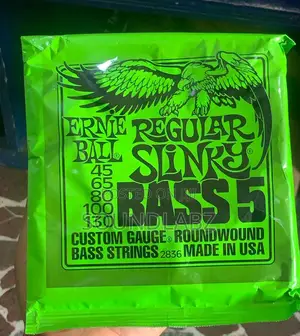 ERNIE BALL
REGULAR SLINKY
45
65
80
100
130
BASS 5
SOUNDLABZ
CUSTOM GAUGE ROUNDWOUND
BASS STRINGS 2836 MADE IN USA